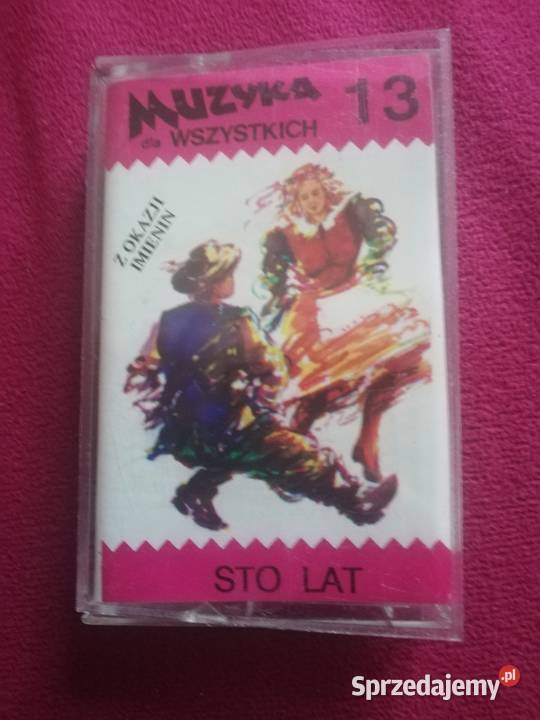 MUZYKA 13
dla WSZYSTKICH
Z OKAZJI
IMIENIN
STO LAT
Sprzedajemy.pl